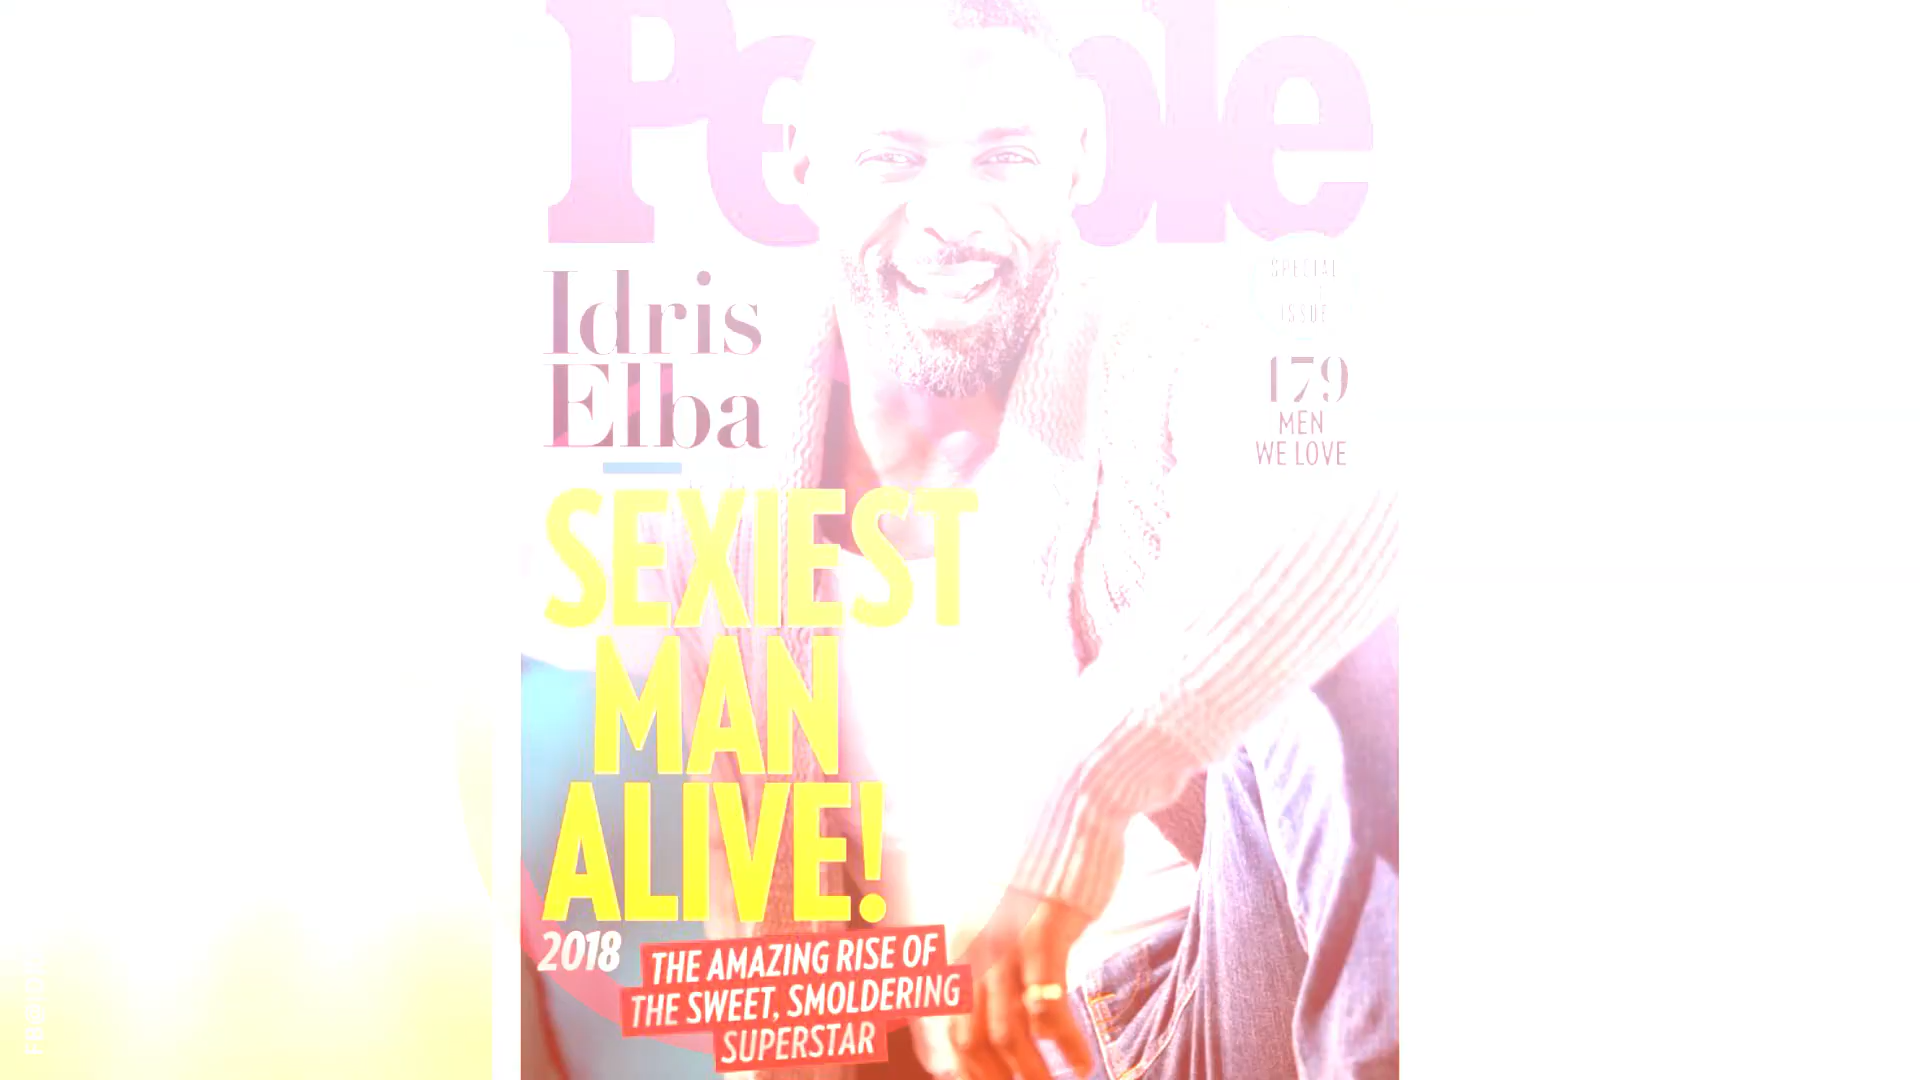 People
Idris
Elba
SPECIAL
ISSUE
179
MEN
WE LOVE
SEXIEST
MAN
ALIVE!
2018
THE AMAZING RISE OF
THE SWEET, SMOLDERING
SUPERSTAR